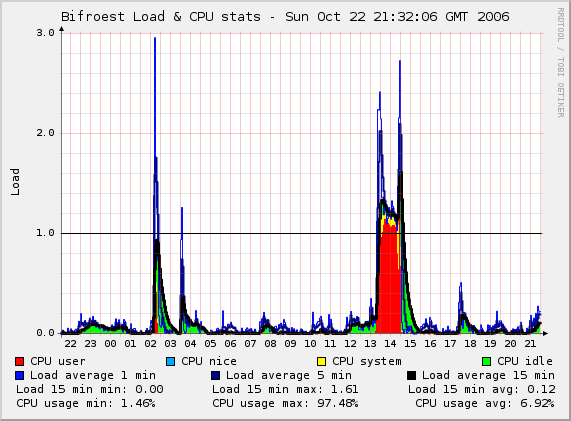 Bifroest Load & CPU stats - Sun Oct 22 21:32:06 GMT 2006
RRDTOOL / TOBI OETIKER
3.0
2.0
1.0
0.0
Load
22 23 00 01 02 03 04 05 06 07 08 09 10 11 12 13 14 15 16 17 18 19 20 21
CPU user CPU nice CPU system CPU idle
Load average 1 min Load average 5 min Load average 15 min
Load 15 min min: 0.00 Load 15 min max: 1.61 Load 15 min avg: 0.12
CPU usage min: 1.46% CPU usage max: 97.48% CPU usage avg: 6.92%